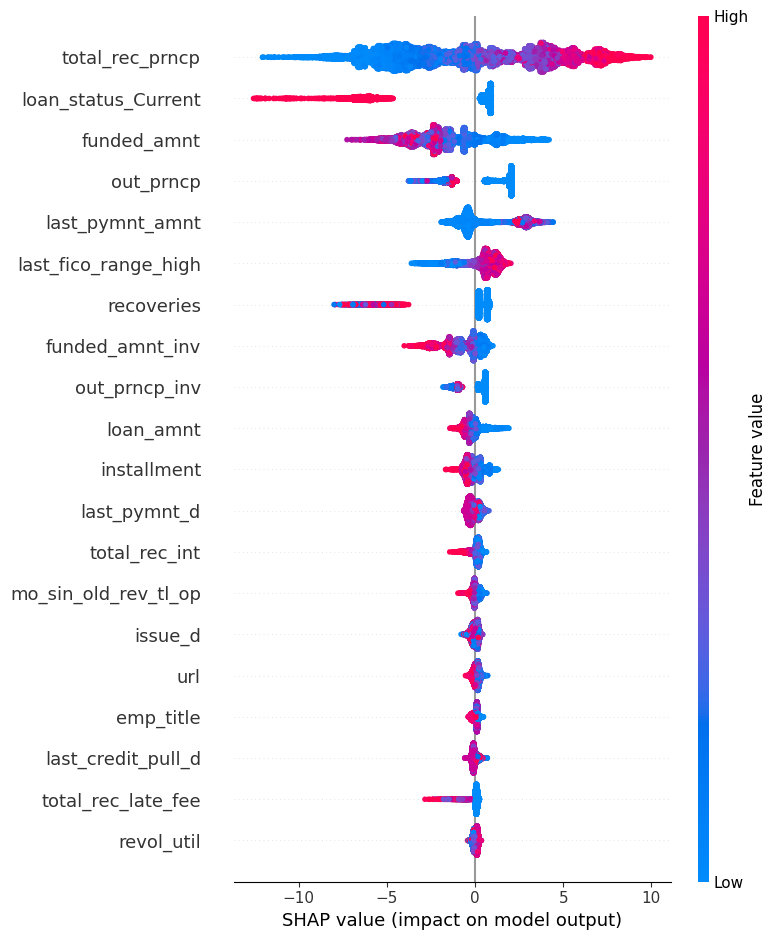 High
total_rec_prncp
loan_status_Current
funded_amnt
out_prncp
last_pymnt_amnt
last_fico_range_high
recoveries
funded_amnt_inv
out_prncp_inv
loan_amnt
installment
last_pymnt_d
total_rec_int
mo_sin_old_rev_tl_op
issue_d
url
emp_title
last_credit_pull_d
total_rec_late_fee
revol_util
Feature value
Low
−10 −5 0 5 10
SHAP value (impact on model output)